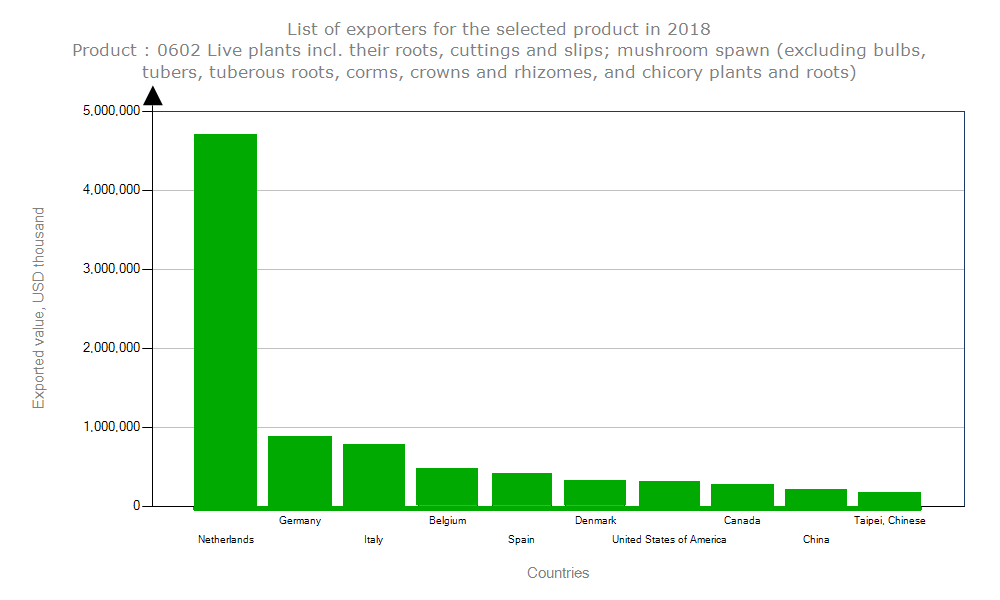 List of exporters for the selected product in 2018
Product : 0602 Live plants incl. their roots, cuttings and slips; mushroom spawn (excluding bulbs,
tubers, tuberous roots, corms, crowns and rhizomes, and chicory plants and roots)
5,000,000
4,000,000
3,000,000
2,000,000
1,000,000
0
Exported value, USD thousand
Germany
Belgium
Denmark
Canada
Taipei, Chinese
Netherlands
Italy
Spain
United States of America
China
Countries